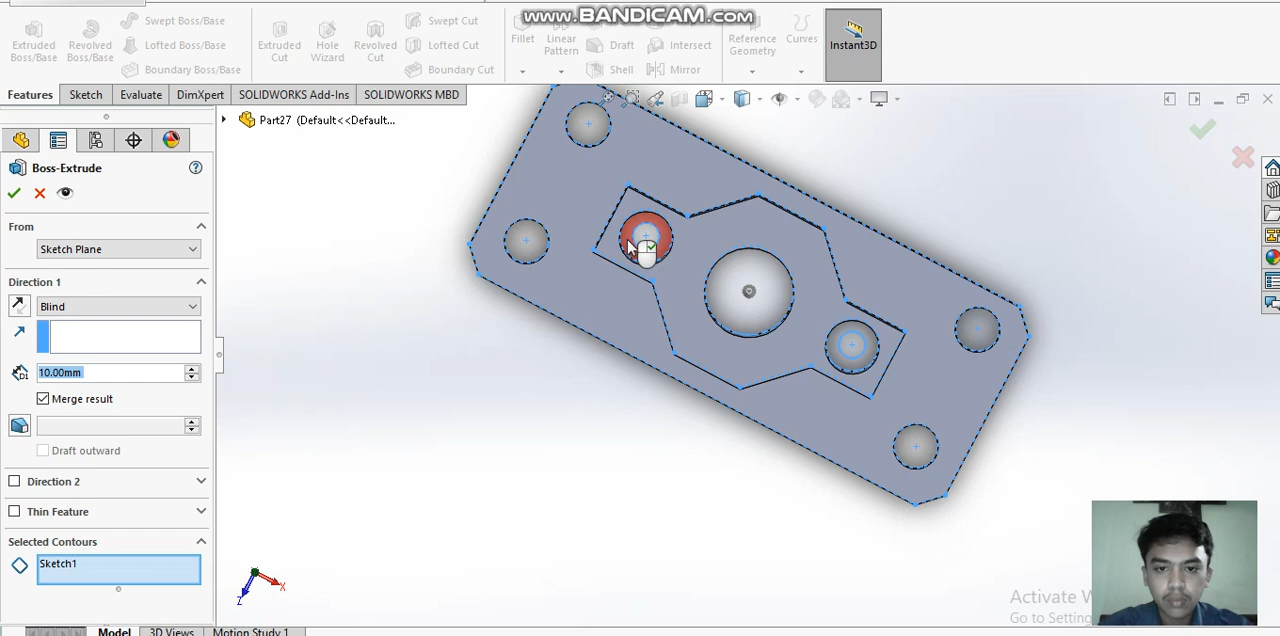 www.BANDICAM.com
Extruded Boss/Base
Revolved Boss/Base
Swept Boss/Base
Lofted Boss/Base
Boundary Boss/Base
Extruded Cut
Hole Wizard
Revolved Cut
Swept Cut
Lofted Cut
Boundary Cut
Fillet
Linear Pattern
Draft
Shell
Intersect
Mirror
Reference Geometry
Curves
Instant3D
Features
Sketch
Evaluate
DimXpert
SOLIDWORKS Add-Ins
SOLIDWORKS MBD
Part27 (Default<<Default...
Boss-Extrude
From
Sketch Plane
Direction 1
Blind
D1
10.00mm
Merge result
Draft outward
Direction 2
Thin Feature
Selected Contours
Sketch1
X
Z
Activate W
Go to Setting
Model
3D Views
Motion Study 1